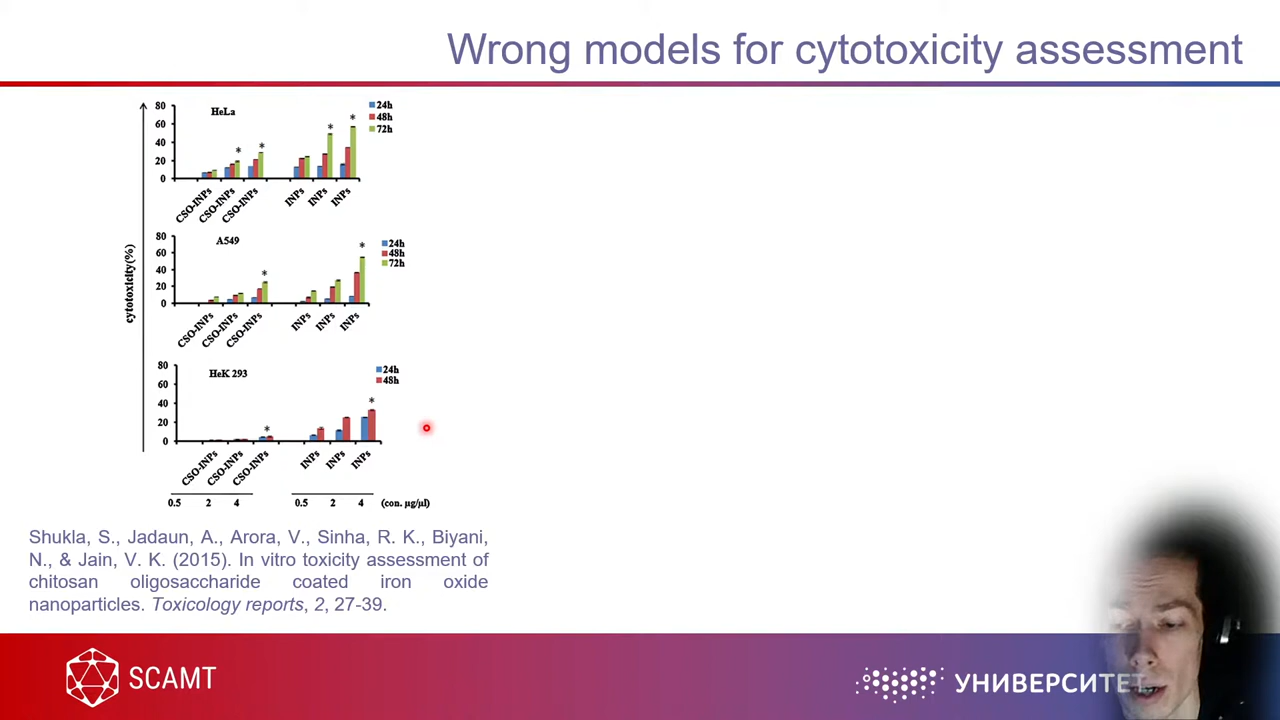 Wrong models for cytotoxicity assessment
80
60
40
20
0
HeLa
24h
48h
72h
*
*
*
*
CSO-INPs
CSO-INPs
CSO-INPs
INPs
INPs
INPs
cytotoxicity(%)
80
60
40
20
0
A549
24h
48h
72h
*
*
CSO-INPs
CSO-INPs
CSO-INPs
INPs
INPs
INPs
80
60
40
20
0
HeK 293
24h
48h
*
*
CSO-INPs
CSO-INPs
CSO-INPs
INPs
INPs
INPs
0.5 2 4 0.5 2 4 (con. µg/µl)
Shukla, S., Jadaun, A., Arora, V., Sinha, R. K., Biyani,
N., & Jain, V. K. (2015). In vitro toxicity assessment of
chitosan oligosaccharide coated iron oxide
nanoparticles. Toxicology reports, 2, 27-39.
SCAMT
УНИВЕРСИТЕТ